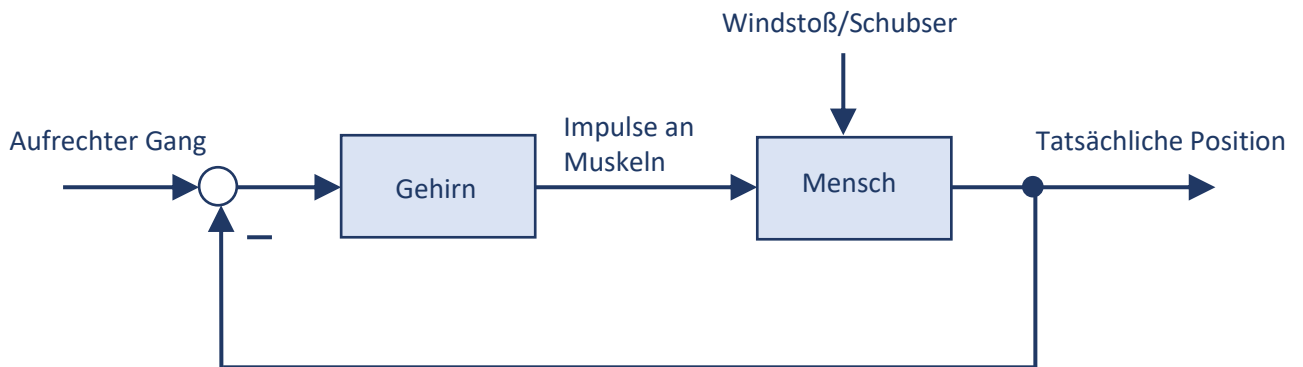 Windstoß/Schubser
Aufrechter Gang
Impulse an
Muskeln
Tatsächliche Position
Gehirn
Mensch
–